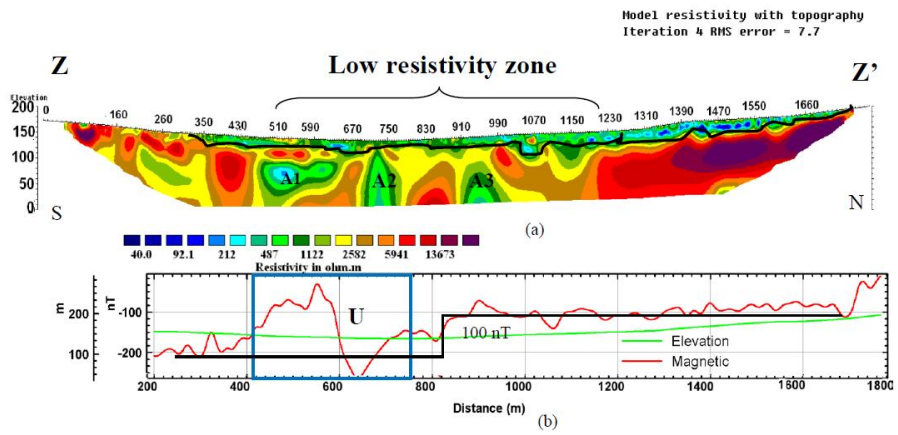 Model resistivity with topography
Iteration 4 RMS error = 7.7
Z
Low resistivity zone
Z'
Elevation
200 0 160 260 350 430 510 590 670 750 830 910 990 1070 1150 1230 1310 1390 1470 1550 1660
150
100
50
0
A1 A2 A3
S
N
(a)
40.0 92.1 212 487 1122 2582 5941 13673
Resistivity in ohm.m
m
nT
200
100
-100
-200
U
100 nT
Elevation
Magnetic
200 400 600 800 1000 1200 1400 1600 1800
Distance (m)
(b)